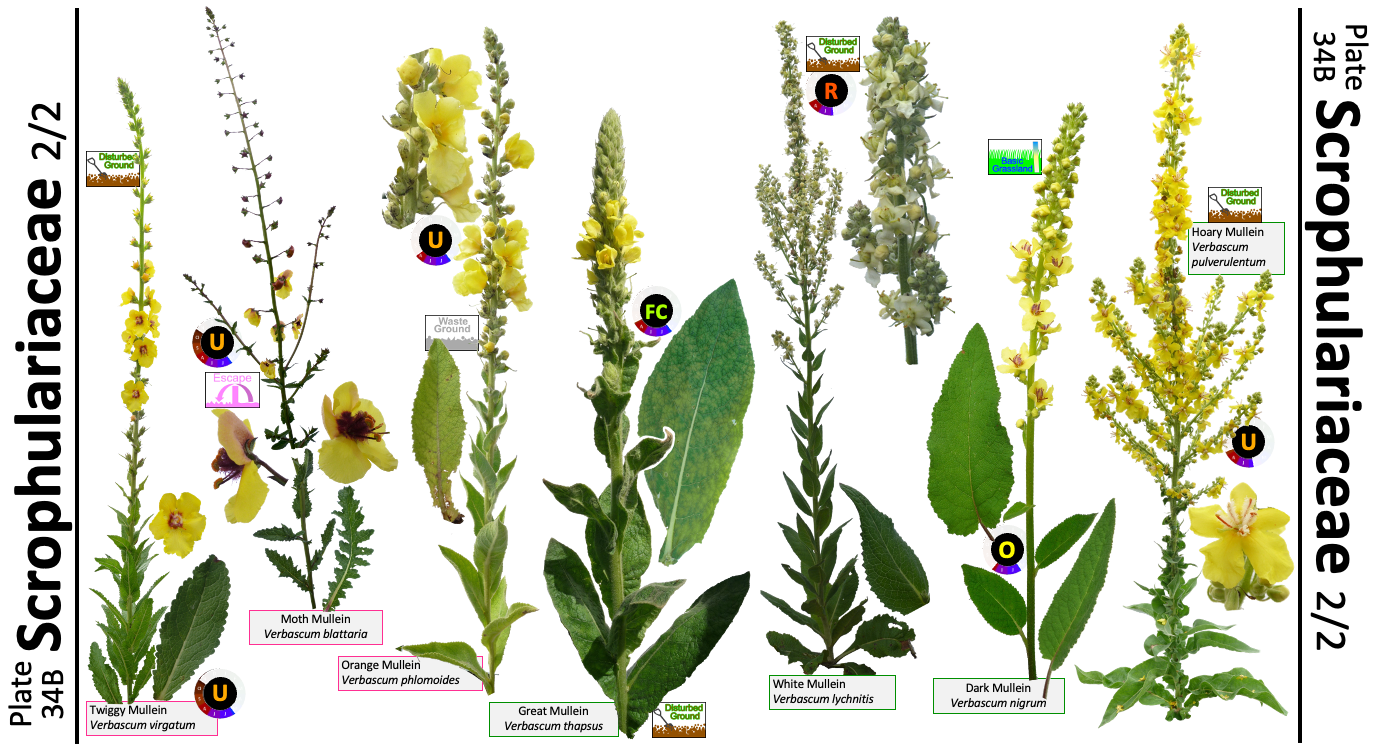 Plate
34B
Scrophulariaceae 2/2
Disturbed
Ground
U
Escape
Twiggy Mullein
Verbascum virgatum
U
Moth Mullein
Verbascum blattaria
U
Waste
Ground
Orange Mullein
Verbascum phlomoides
FC
Great Mullein
Verbascum thapsus
Disturbed
Ground
Disturbed
Ground
R
White Mullein
Verbascum lychnitis
Basic
Grassland
O
Dark Mullein
Verbascum nigrum
Disturbed
Ground
Hoary Mullein
Verbascum
pulverulentum
U
Plate
34B
Scrophulariaceae 2/2